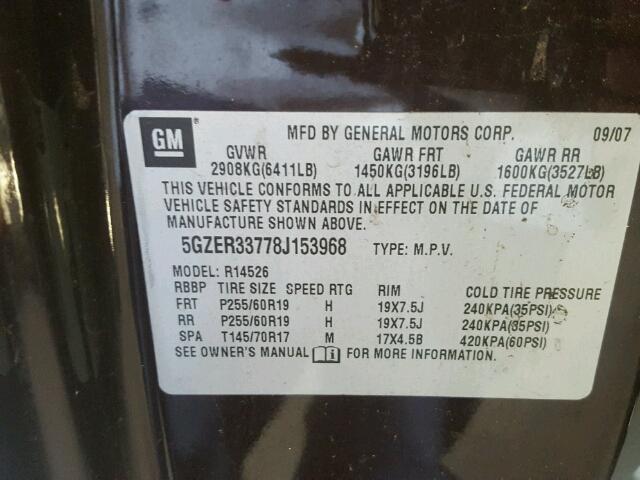 GM ® MFD BY GENERAL MOTORS CORP. 09/07
GVWR GAWR FRT GAWR RR
2908KG(6411LB) 1450KG(3196LB) 1600KG(3527LB)
THIS VEHICLE CONFORMS TO ALL APPLICABLE U.S. FEDERAL MOTOR
VEHICLE SAFETY STANDARDS IN EFFECT ON THE DATE OF
MANUFACTURE SHOWN ABOVE.
5GZER33778J153968 TYPE: M.P.V.
MODEL: R14526
RBBP TIRE SIZE SPEED RTG RIM COLD TIRE PRESSURE
FRT P255/60R19 H 19X7.5J 240KPA(35PSI)
RR P255/60R19 H 19X7.5J 240KPA(35PSI)
SPA T145/70R17 M 17X4.5B 420KPA(60PSI)
SEE OWNER'S MANUAL FOR MORE INFORMATION.